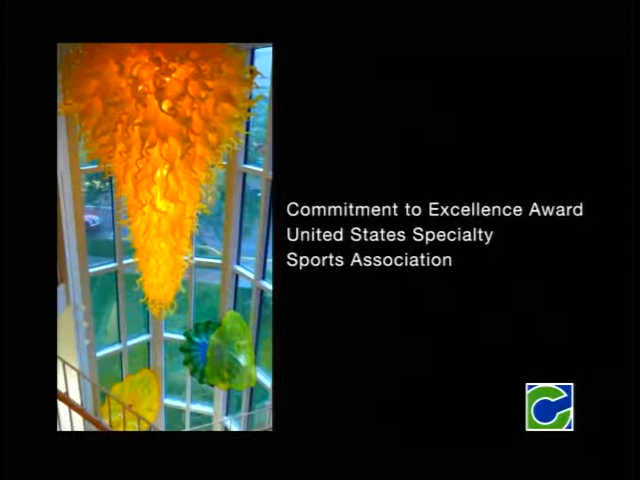 Commitment to Excellence Award
United States Specialty
Sports Association